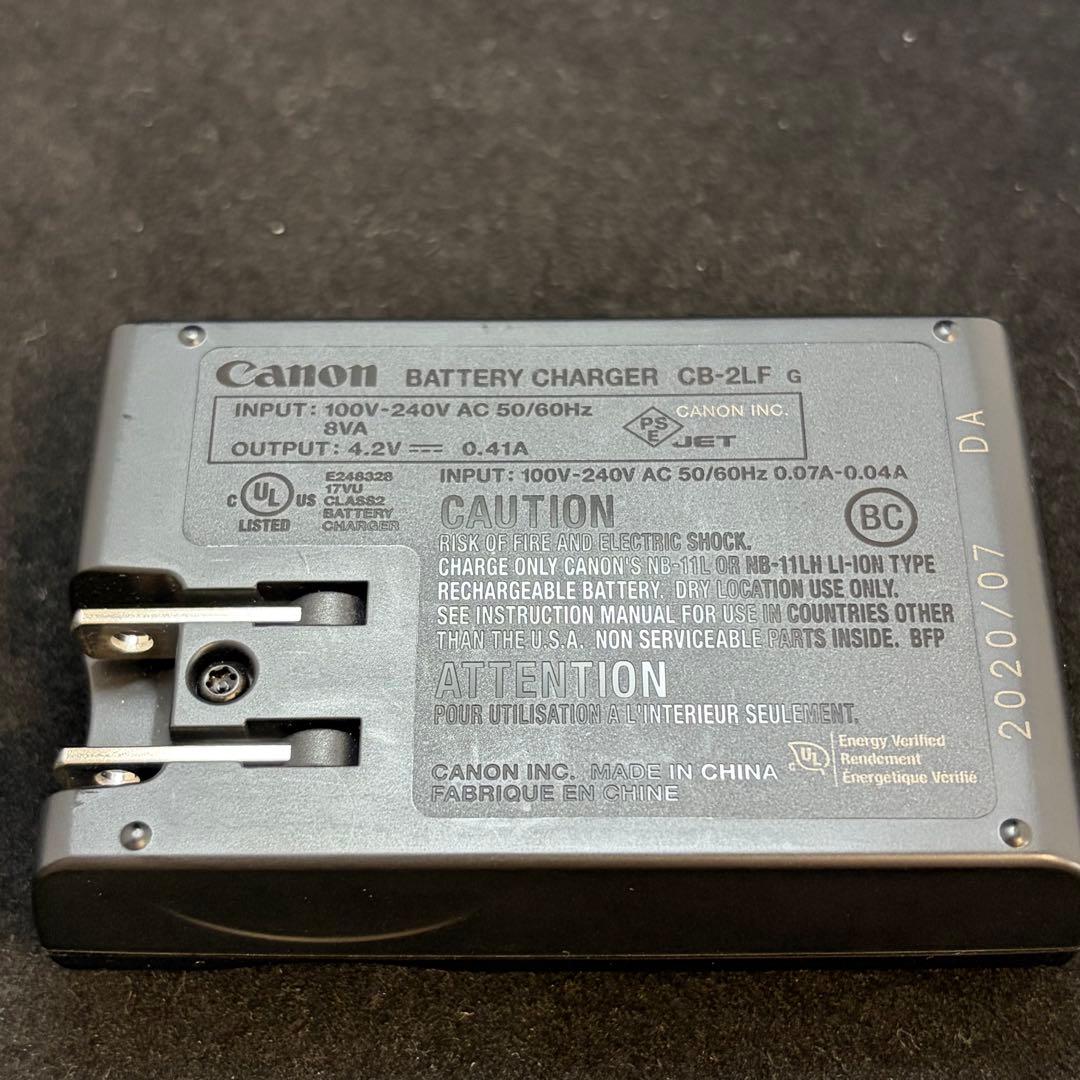 Canon BATTERY CHARGER CB-2LF G
INPUT: 100V-240V AC 50/60Hz
8VA
OUTPUT: 4.2V 0.41A
PSE
CANON INC.
JET
C UL US
LISTED
E248328
17VU
CLASS2
BATTERY
CHARGER
INPUT: 100V-240V AC 50/60Hz 0.07A-0.04A
CAUTION
BC
RISK OF FIRE AND ELECTRIC SHOCK.
CHARGE ONLY CANON'S NB-11L OR NB-11LH LI-ION TYPE
RECHARGEABLE BATTERY. DRY LOCATION USE ONLY.
SEE INSTRUCTION MANUAL FOR USE IN COUNTRIES OTHER
THAN THE U.S.A. NON SERVICEABLE PARTS INSIDE. BFP
ATTENTION
POUR UTILISATION A L'INTERIEUR SEULEMENT.
CANON INC. MADE IN CHINA
FABRIQUE EN CHINE
C UL
Energy Verified
Rendement
Énergetique Vérifié
2020/07 DA